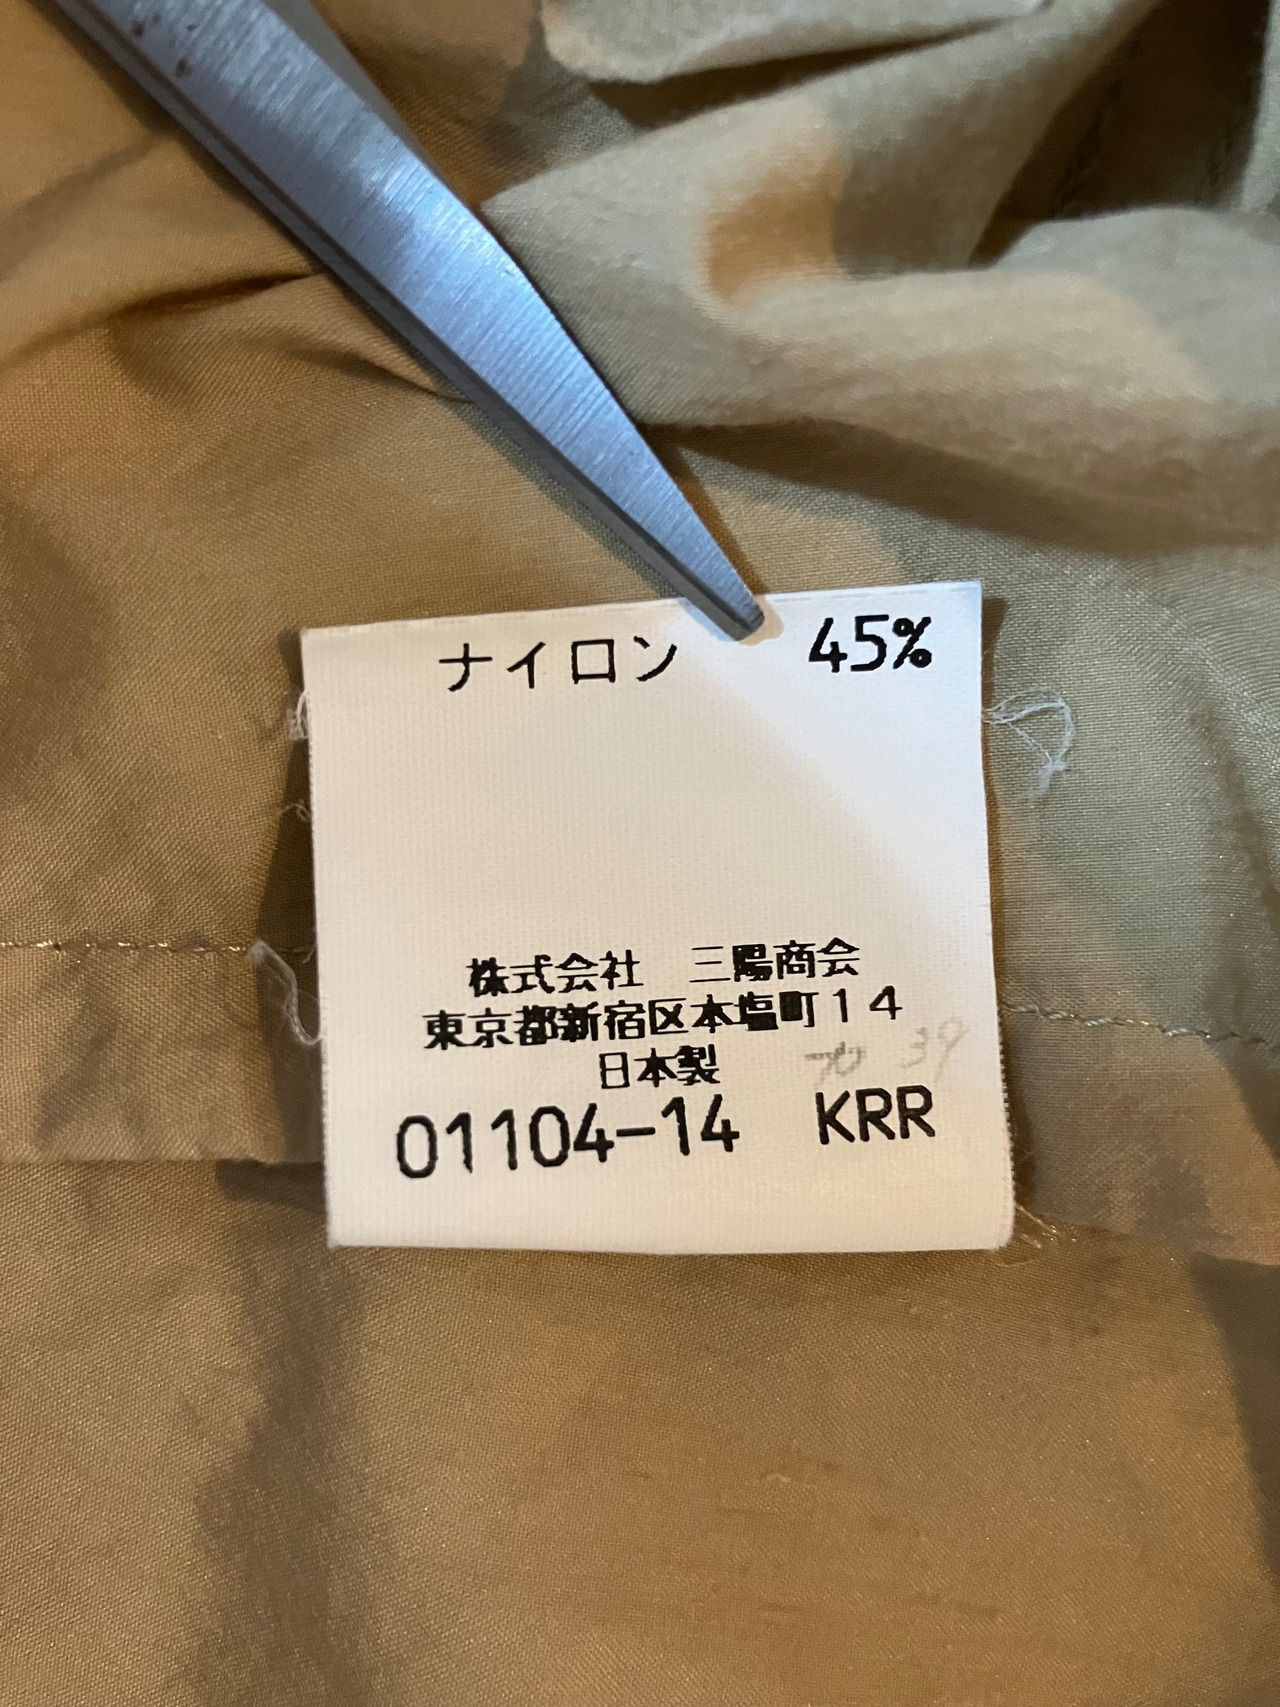 ナイロン 45%
株式会社 三陽商会
東京都新宿区本塩町14
日本製 39
01104-14 KRR